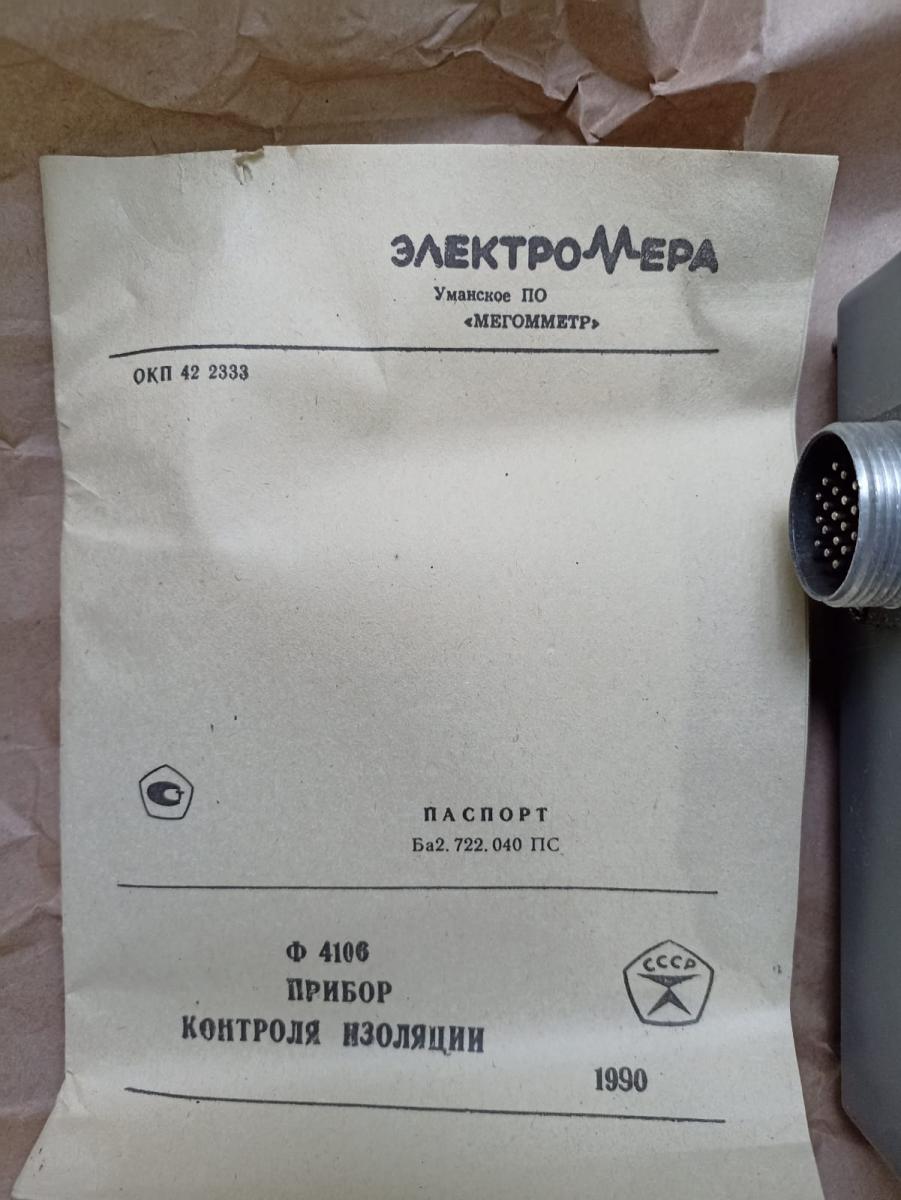 ЭЛЕКТРОМЕРА
Уманское ПО
«МЕГОММЕТР»
ОКП 42 2333
ПАСПОРТ
Ба2.722.040 ПС
Ф 4106
ПРИБОР
КОНТРОЛЯ ИЗОЛЯЦИИ
СССР
1990